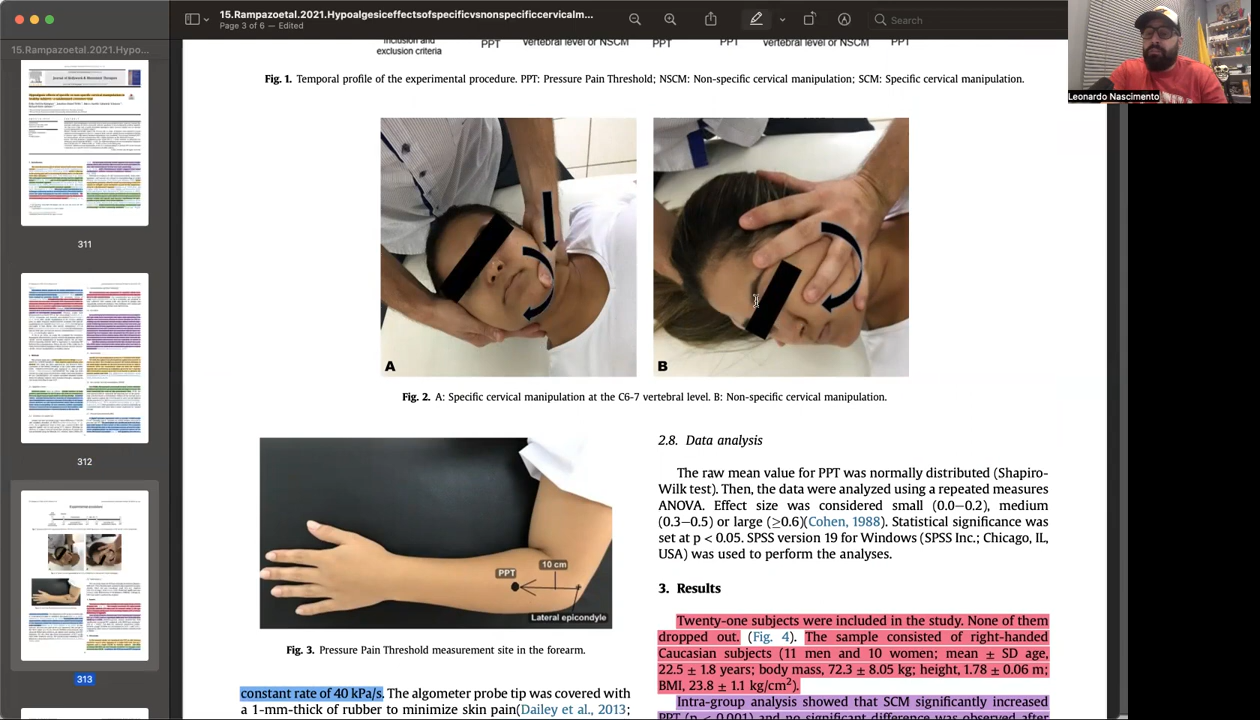 15.Rampazoetal.2021.Hypoalgesiceffectsofspecificvsnonspecificcervicalm...
Page 3 of 6 – Edited
Search
15.Rampazoetal.2021.Hypo...
311
312
313
Leonardo Nascimento
inclusion and
exclusion criteria
PPT
vertebral level or NSCM
PPT
PPT
vertebral level or NSCM
PPT
Fig. 1. Temporal profile of the experimental procedure. PPT: Pressure Pain Threshold; NSCM: Non-specific cervical manipulation; SCM: Specific cervical manipulation.
A
B
Fig. 2. A: Specific cervical manipulation at the C6-7 vertebral level. B: Non-specific cervical manipulation.
PPT
10 cm
Lateral epicondyle
Fig. 3. Pressure Pain Threshold measurement site in the forearm.
constant rate of 40 kPa/s. The algometer probe tip was covered with
a 1-mm-thick of rubber to minimize skin pain(Dailey et al., 2013;
2.8. Data analysis
The raw mean value for PPT was normally distributed (Shapiro-
Wilk test). Then, the data were analyzed using a repeated measures
ANOVA. Effect size was considered small (0.0–0.2), medium
(0.3–0.5) or large (≥0.6)(Cohen, 1988). Statistical significance was
set at p < 0.05. SPSS version 19 for Windows (SPSS Inc.; Chicago, IL,
USA) was used to perform the analyses.
3. Results
Twenty-one subjects were included in the study. None of them
dropped out. (Fig. 4). The sample consisted of right-handed
Caucasian subjects (11 men and 10 women; mean ± SD age,
22.5 ± 1.8 years; body mass, 72.3 ± 8.05 kg; height, 1.78 ± 0.06 m;
BMI, 23.8 ± 1.1 kg/cm²).
Intra-group analysis showed that SCM significantly increased
PPT (p < 0.001) and no significant difference was observed after